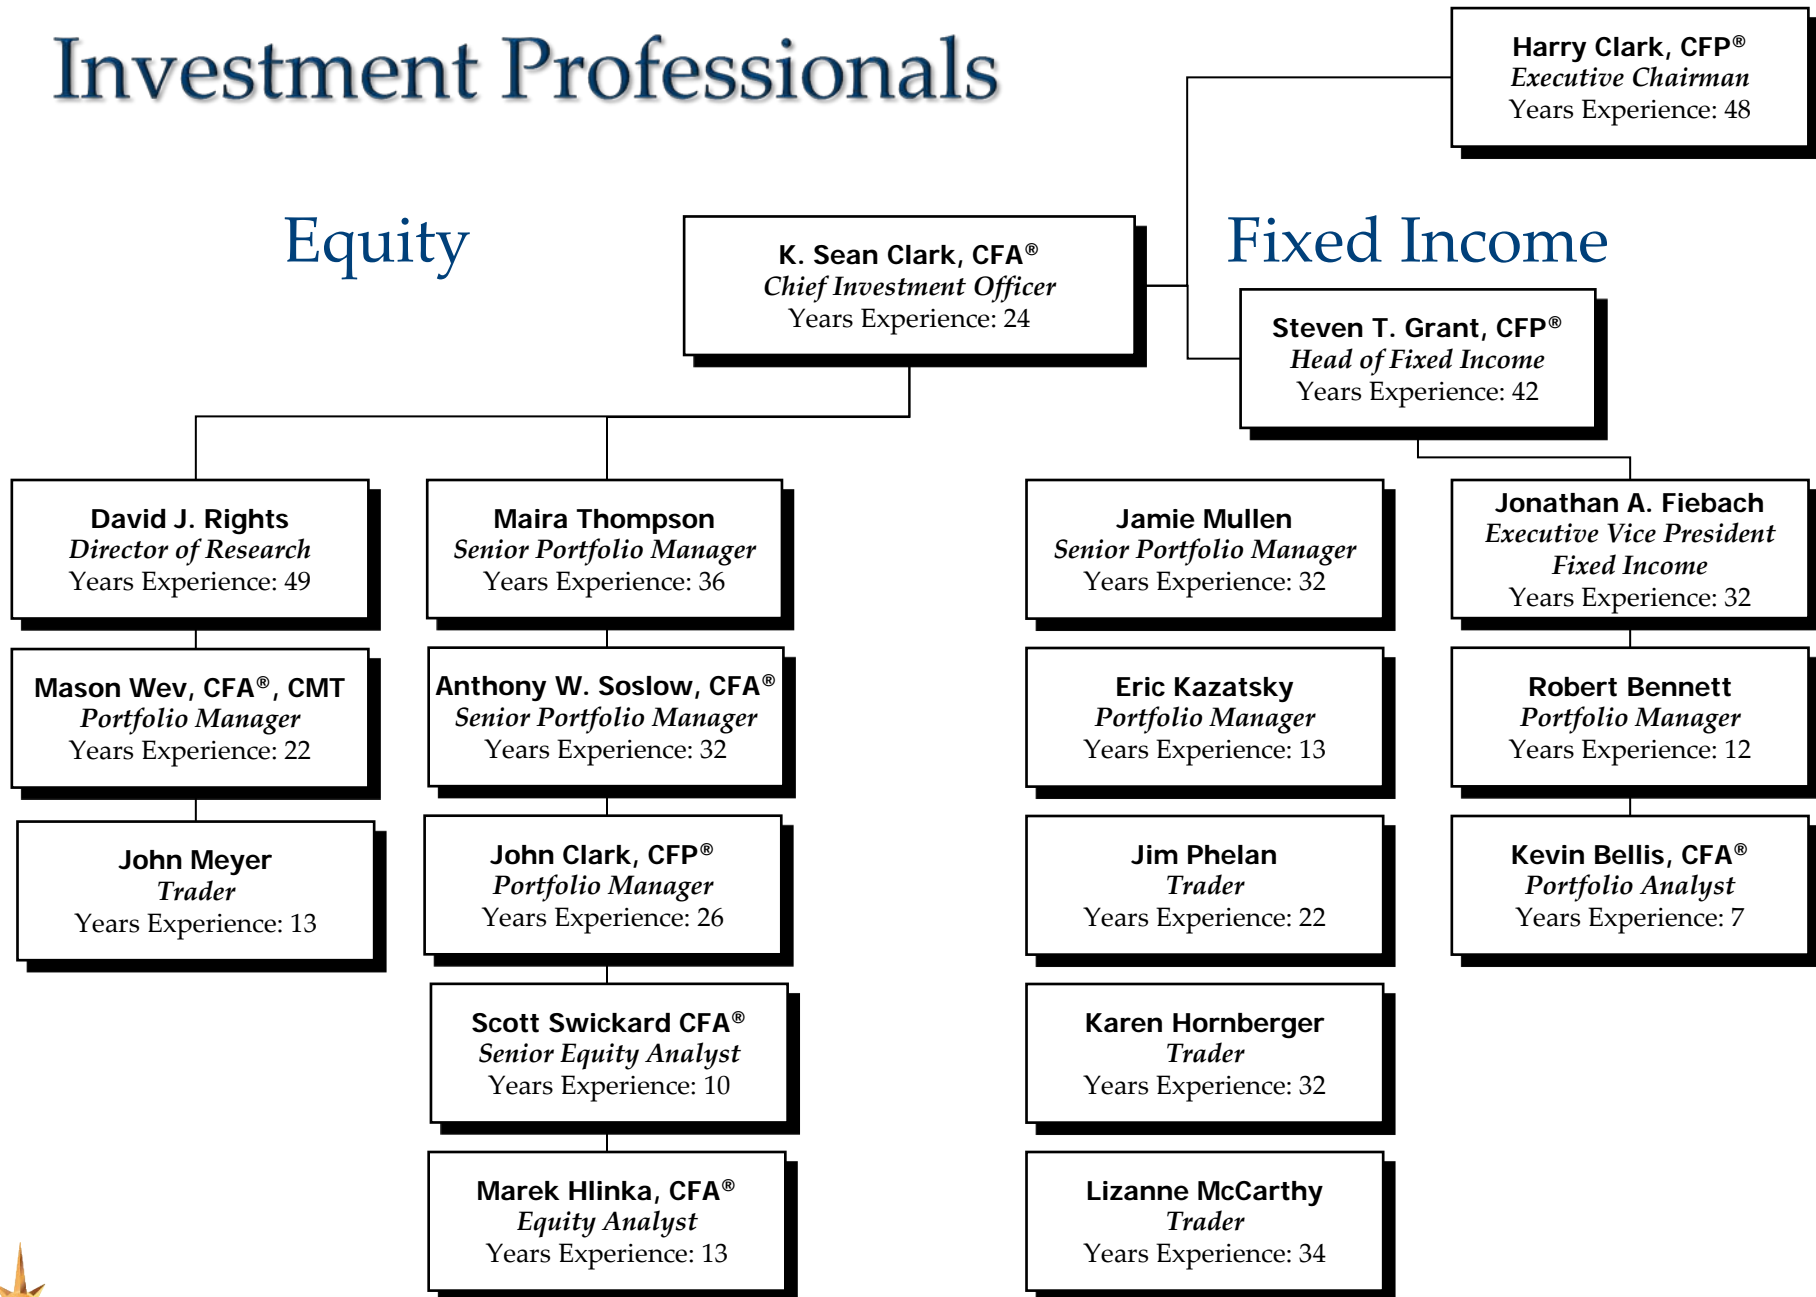 Investment Professionals
Harry Clark, CFP®
Executive Chairman
Years Experience: 48
Equity
K. Sean Clark, CFA®
Chief Investment Officer
Years Experience: 24
Fixed Income
Steven T. Grant, CFP®
Head of Fixed Income
Years Experience: 42
David J. Rights
Director of Research
Years Experience: 49
Maira Thompson
Senior Portfolio Manager
Years Experience: 36
Jamie Mullen
Senior Portfolio Manager
Years Experience: 32
Jonathan A. Fiebach
Executive Vice President
Fixed Income
Years Experience: 32
Mason Wev, CFA®, CMT
Portfolio Manager
Years Experience: 22
Anthony W. Soslow, CFA®
Senior Portfolio Manager
Years Experience: 32
Eric Kazatsky
Portfolio Manager
Years Experience: 13
Robert Bennett
Portfolio Manager
Years Experience: 12
John Meyer
Trader
Years Experience: 13
John Clark, CFP®
Portfolio Manager
Years Experience: 26
Jim Phelan
Trader
Years Experience: 22
Kevin Bellis, CFA®
Portfolio Analyst
Years Experience: 7
Scott Swickard CFA®
Senior Equity Analyst
Years Experience: 10
Karen Hornberger
Trader
Years Experience: 32
Marek Hlinka, CFA®
Equity Analyst
Years Experience: 13
Lizanne McCarthy
Trader
Years Experience: 34